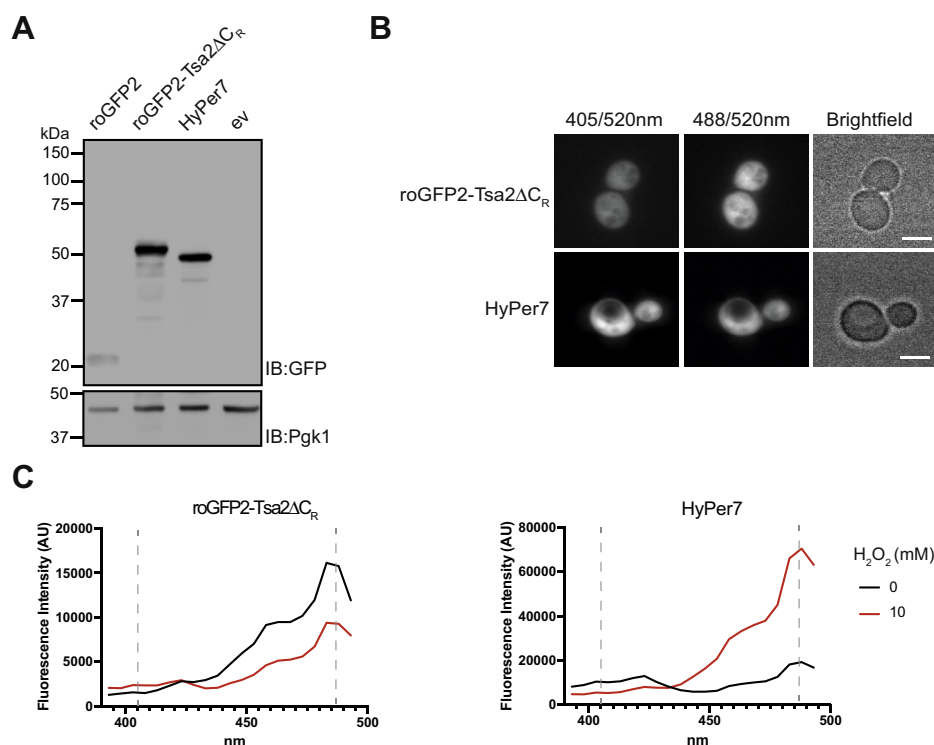 A
B
roGFP2
roGFP2-Tsa2ΔCR
HyPer7
ev
kDa
150
100
75
50
37
20
IB:GFP
50
37
IB:Pgk1
405/520nm
488/520nm
Brightfield
roGFP2-Tsa2ΔCR
HyPer7
C
roGFP2-Tsa2ΔCR
Fluorescence Intensity (AU)
20000
15000
10000
5000
0
400
450
500
nm
HyPer7
Fluorescence Intensity (AU)
80000
60000
40000
20000
0
400
450
500
nm
H2O2 (mM)
0
10